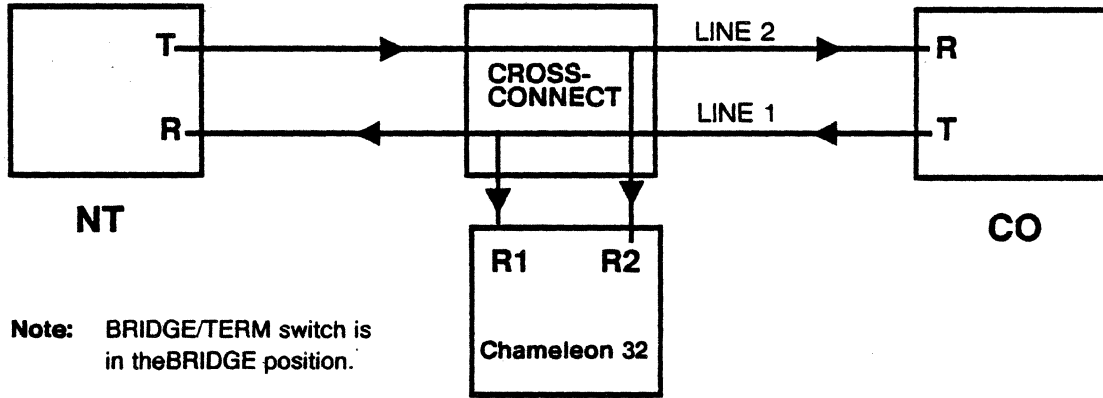 T
LINE 2
R
CROSS-
CONNECT
R
LINE 1
T
NT
CO
R1
R2
Note: BRIDGE/TERM switch is
in theBRIDGE position.
Chameleon 32